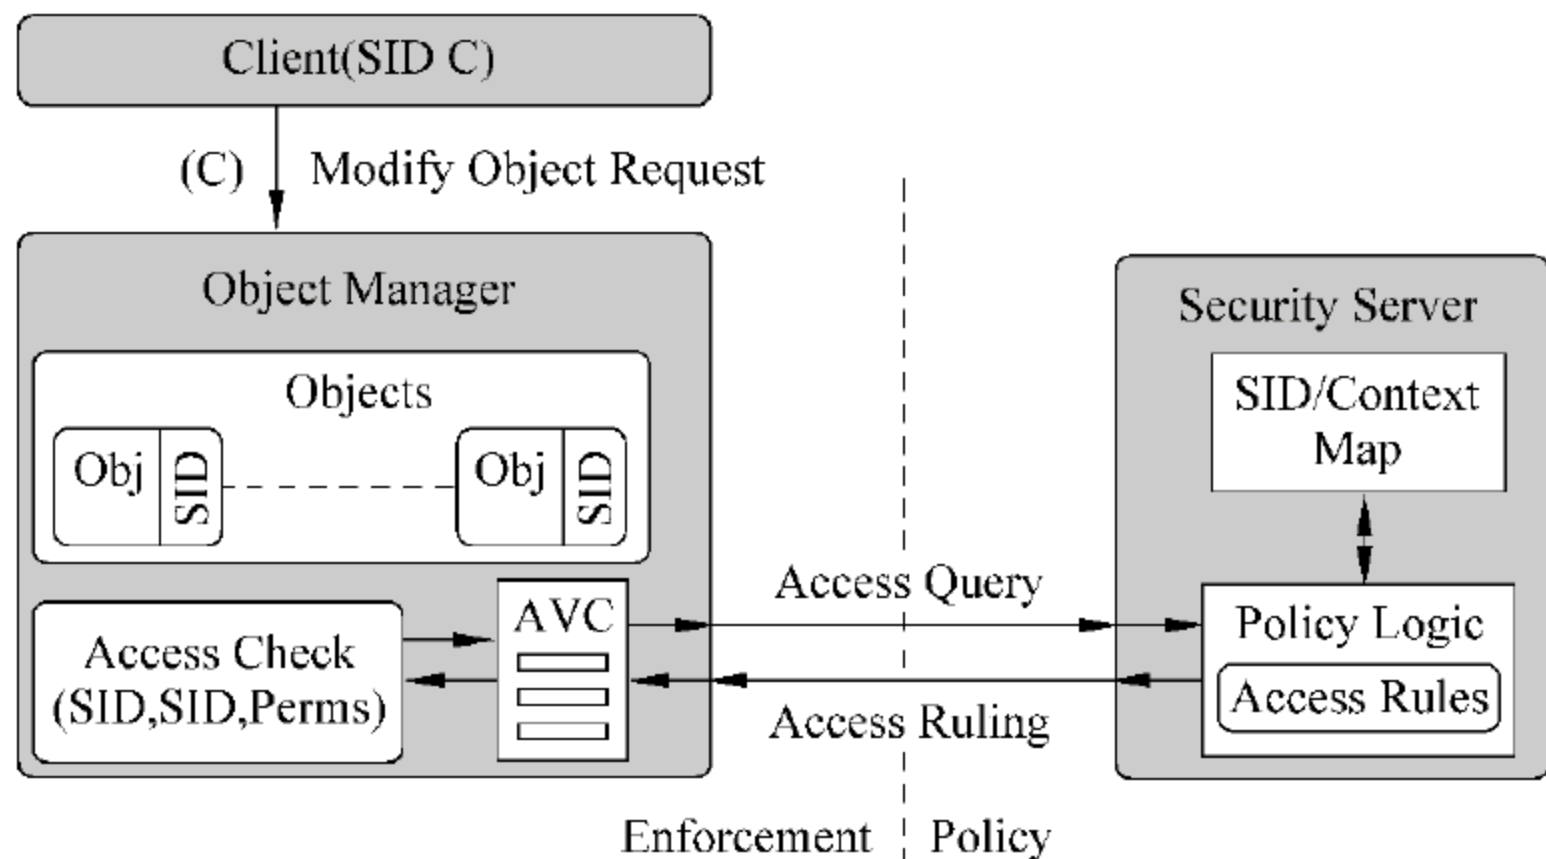 Client(SID C)
(C) Modify Object Request
Object Manager
Objects
Obj SID
Obj SID
Access Check
(SID,SID,Perms)
AVC
Access Query
Access Ruling
Security Server
SID/Context
Map
Policy Logic
Access Rules
Enforcement
Policy